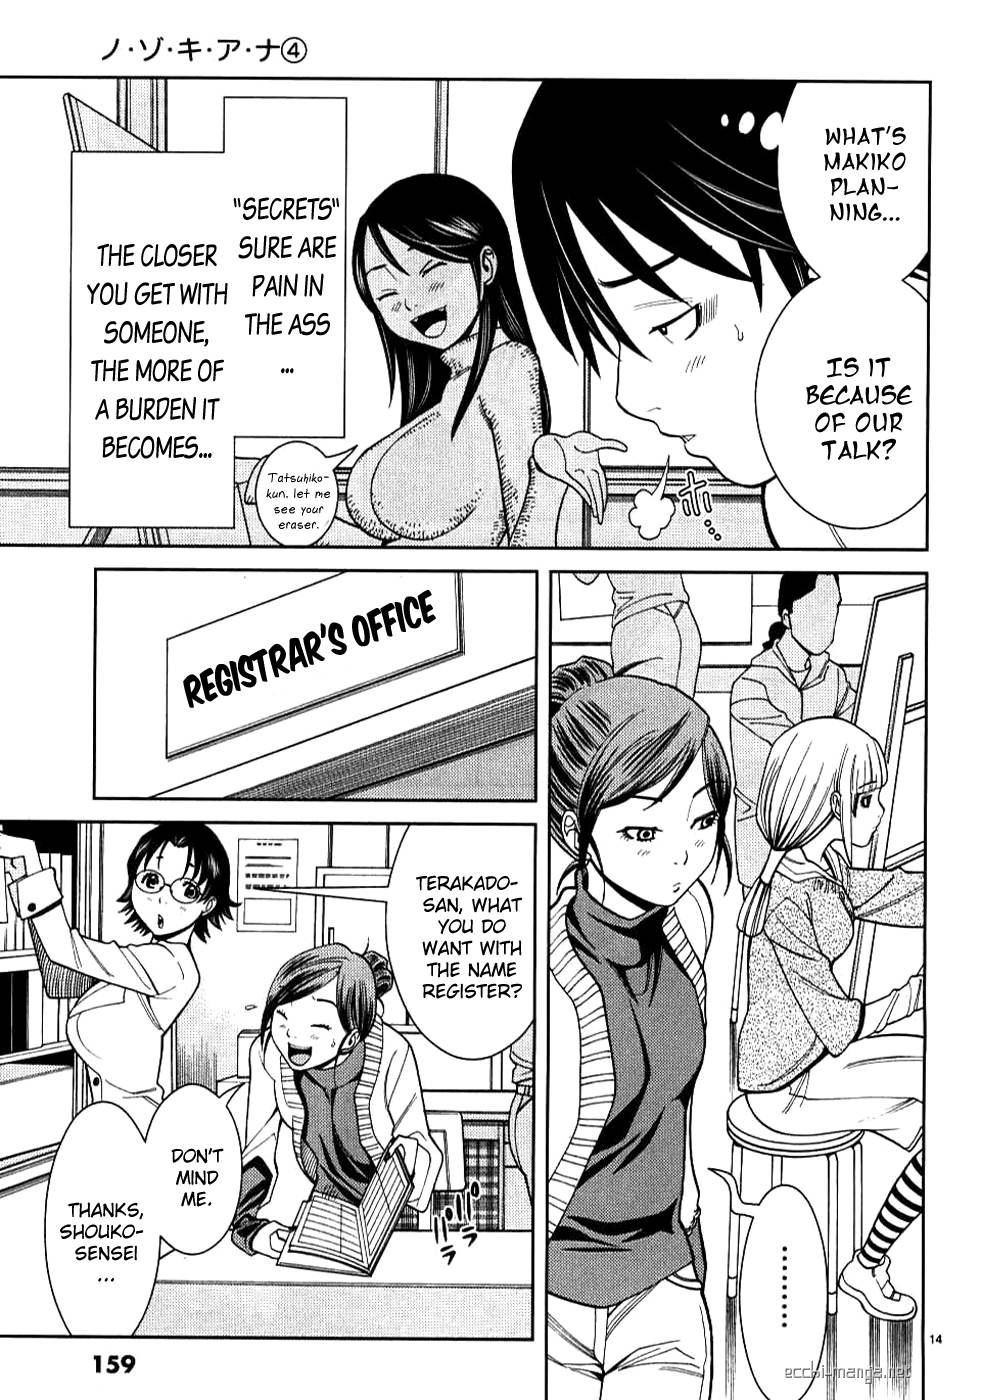 ノ・ゾ・キ・ア・ナ④
WHAT'S
MAKIKO
PLAN-
NING...
IS IT
BECAUSE
OF OUR
TALK?
ホ...
"SECRETS"
SURE ARE
PAIN IN
THE ASS
...
THE CLOSER
YOU GET WITH
SOMEONE,
THE MORE OF
A BURDEN IT
BECOMES...
Tatsuhiko-
kun, let me
see your
eraser.
REGISTRAR'S OFFICE
........
TERAKADO-
SAN, WHAT
YOU DO
WANT WITH
THE NAME
REGISTER?
DON'T
MIND
ME.
THANKS,
SHOUKO-
SENSEI
...
パラパラ
14
159
ecchi-manga.net